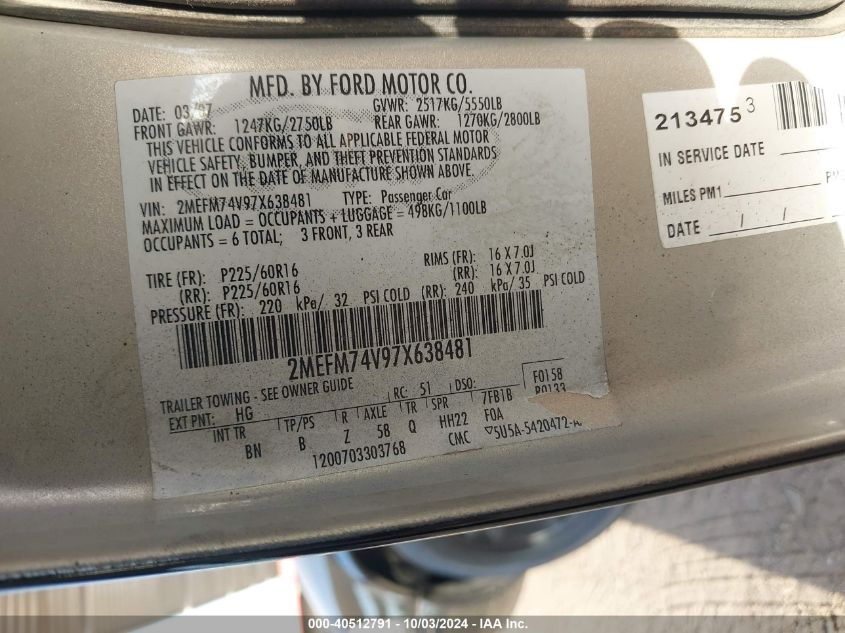 MFD. BY FORD MOTOR CO.
DATE: 03/07 GVWR: 2517KG/5550LB
FRONT GAWR: 1247KG/2750LB REAR GAWR: 1270KG/2800LB
THIS VEHICLE CONFORMS TO ALL APPLICABLE FEDERAL MOTOR
VEHICLE SAFETY, BUMPER, AND THEFT PREVENTION STANDARDS
IN EFFECT ON THE DATE OF MANUFACTURE SHOWN ABOVE.
VIN: 2MEFM74V97X638481 TYPE: Passenger Car
MAXIMUM LOAD = OCCUPANTS + LUGGAGE = 498KG/1100LB
OCCUPANTS = 6 TOTAL; 3 FRONT, 3 REAR
TIRE (FR): P225/60R16 RIMS (FR): 16 X 7.0J
(RR): P225/60R16 (RR): 16 X 7.0J
PRESSURE (FR): 220 kPa/ 32 PSI COLD (RR): 240 kPa/ 35 PSI COLD
2MEFM74V97X638481
TRAILER TOWING - SEE OWNER GUIDE
EXT PNT: HG RC: 51 DSO: F0158
INT TR TP/PS R AXLE TR SPR 7FB1B
BN B Z 58 Q HH22 FOA
1200703303768 CMC 5U5A-5420472-A
213475 3
IN SERVICE DATE
MILES PM1
DATE / /
000-40512791 - 10/03/2024 - IAA Inc.